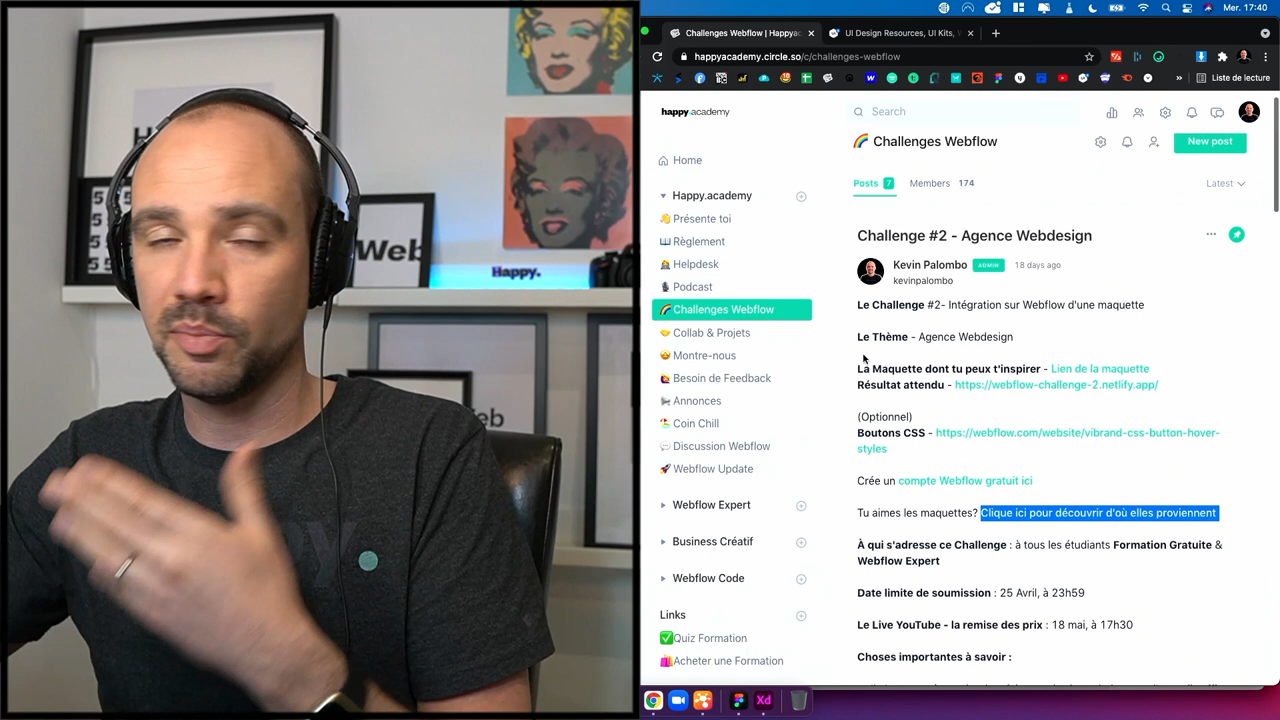 Web
Happy.
eb
Mer. 17:40
Challenges Webflow | Happya
UI Design Resources, UI Kits, W
happyacademy.circle.so/c/challenges-webflow
Liste de lecture
happy.academy
Search
Home
Happy.academy
Présente toi
Règlement
Helpdesk
Podcast
Challenges Webflow
Collab & Projets
Montre-nous
Besoin de Feedback
Annonces
Coin Chill
Discussion Webflow
Webflow Update
Webflow Expert
Business Créatif
Webflow Code
Links
Quiz Formation
Acheter une Formation
Challenges Webflow
New post
Posts 7 Members 174
Latest
Challenge #2 - Agence Webdesign
Kevin Palombo ADMIN 18 days ago
kevinpalombo
Le Challenge #2- Intégration sur Webflow d'une maquette
Le Thème - Agence Webdesign
La Maquette dont tu peux t'inspirer - Lien de la maquette
Résultat attendu - https://webflow-challenge-2.netlify.app/
(Optionnel)
Boutons CSS - https://webflow.com/website/vibrand-css-button-hover-
styles
Crée un compte Webflow gratuit ici
Tu aimes les maquettes? Clique ici pour découvrir d'où elles proviennent
À qui s'adresse ce Challenge : à tous les étudiants Formation Gratuite &
Webflow Expert
Date limite de soumission : 25 Avril, à 23h59
Le Live YouTube - la remise des prix : 18 mai, à 17h30
Choses importantes à savoir :
Xd